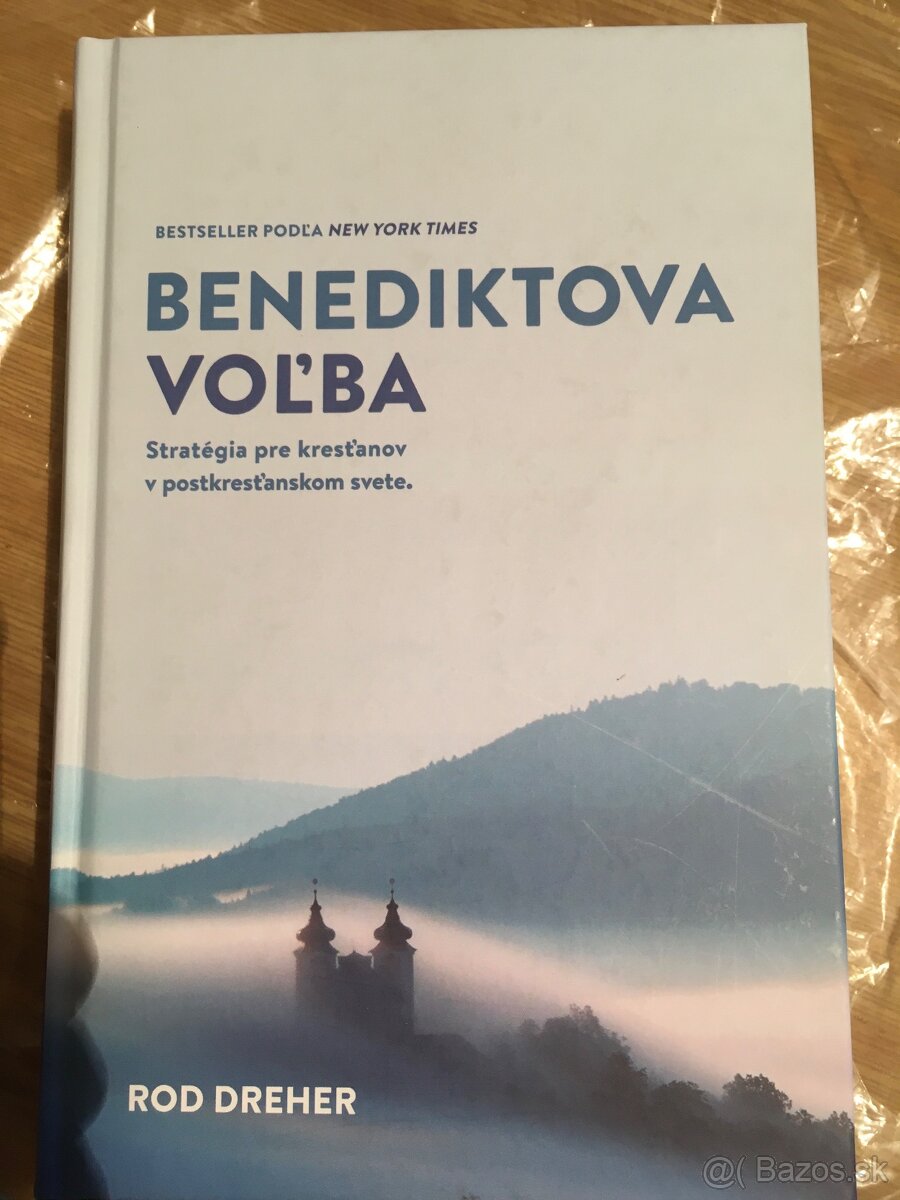 BESTSELLER PODĽA NEW YORK TIMES
BENEDIKTOVA
VOĽBA
Stratégia pre kresťanov
v postkresťanskom svete.
ROD DREHER
@( Bazos.sk